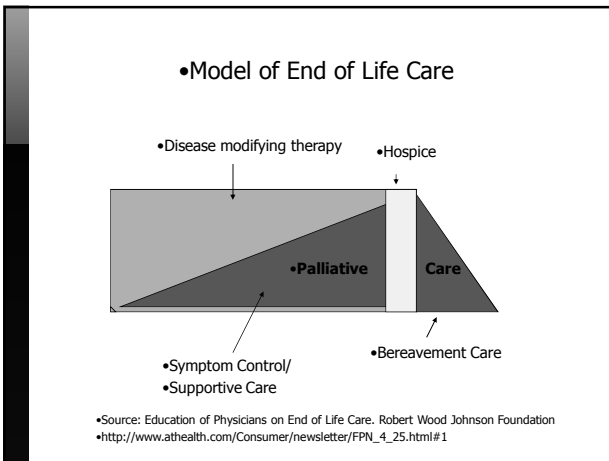 •Model of End of Life Care
•Disease modifying therapy
•Hospice
•Palliative Care
•Symptom Control/
•Supportive Care
•Bereavement Care
•Source: Education of Physicians on End of Life Care. Robert Wood Johnson Foundation
•http://www.athealth.com/Consumer/newsletter/FPN_4_25.html#1